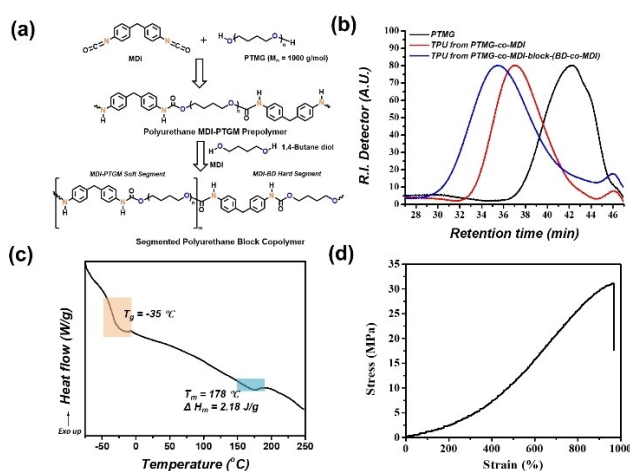 (a)
MDI
+
PTMG (Mn = 1000 g/mol)
Polyurethane MDI-PTGM Prepolymer
1,4-Butane diol
MDI
MDI-PTGM Soft Segment
MDI-BD Hard Segment
Segmented Polyurethane Block Copolymer
(b)
PTMG
TPU from PTMG-co-MDI
TPU from PTMG-co-MDI-block-(BD-co-MDI)
R.I. Detector (A.U.)
90
80
70
60
50
40
30
20
10
0
28 30 32 34 36 38 40 42 44 46
Retention time (min)
(c)
Tg = -35 °C
Tm = 178 °C
Δ Hm = 2.18 J/g
Heat flow (W/g)
Exo up
-50 0 50 100 150 200 250
Temperature (°C)
(d)
Stress (MPa)
35
30
25
20
15
10
5
0
0 200 400 600 800 1000
Strain (%)